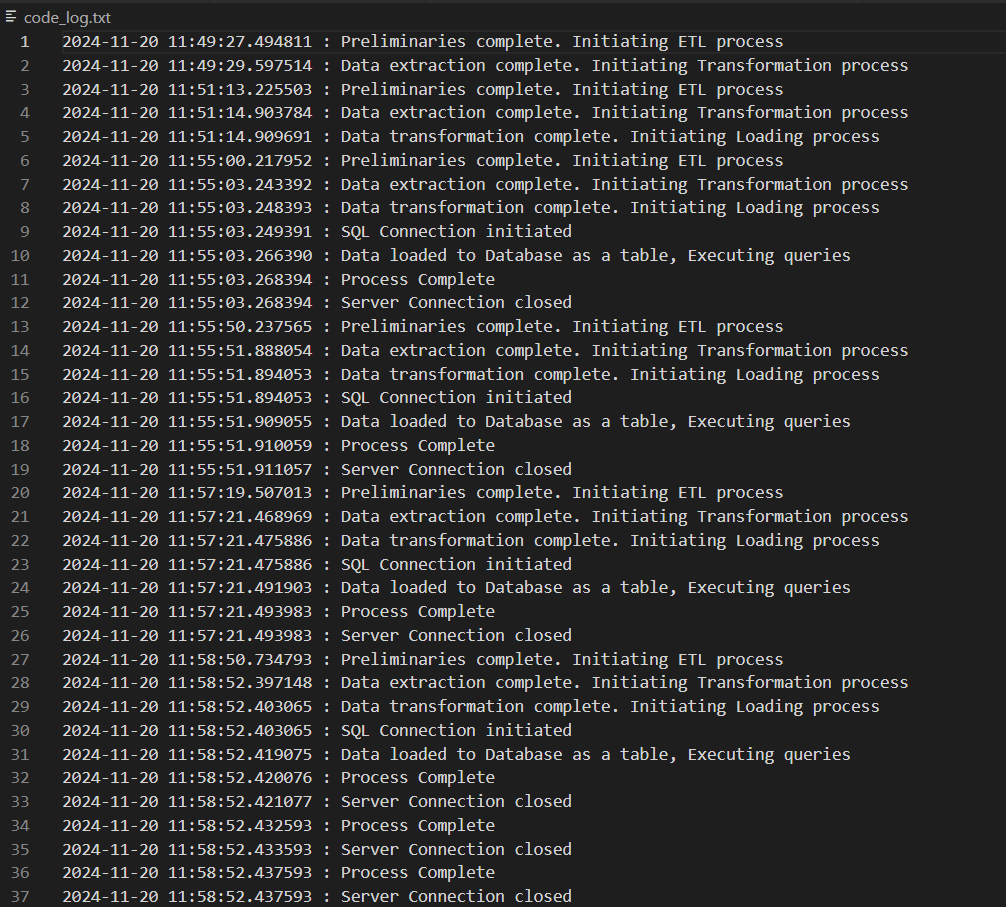 code_log.txt
1 2024-11-20 11:49:27.494811 : Preliminaries complete. Initiating ETL process
2 2024-11-20 11:49:29.597514 : Data extraction complete. Initiating Transformation process
3 2024-11-20 11:51:13.225503 : Preliminaries complete. Initiating ETL process
4 2024-11-20 11:51:14.903784 : Data extraction complete. Initiating Transformation process
5 2024-11-20 11:51:14.909691 : Data transformation complete. Initiating Loading process
6 2024-11-20 11:55:00.217952 : Preliminaries complete. Initiating ETL process
7 2024-11-20 11:55:03.243392 : Data extraction complete. Initiating Transformation process
8 2024-11-20 11:55:03.248393 : Data transformation complete. Initiating Loading process
9 2024-11-20 11:55:03.249391 : SQL Connection initiated
10 2024-11-20 11:55:03.266390 : Data loaded to Database as a table, Executing queries
11 2024-11-20 11:55:03.268394 : Process Complete
12 2024-11-20 11:55:03.268394 : Server Connection closed
13 2024-11-20 11:55:50.237565 : Preliminaries complete. Initiating ETL process
14 2024-11-20 11:55:51.888054 : Data extraction complete. Initiating Transformation process
15 2024-11-20 11:55:51.894053 : Data transformation complete. Initiating Loading process
16 2024-11-20 11:55:51.894053 : SQL Connection initiated
17 2024-11-20 11:55:51.909055 : Data loaded to Database as a table, Executing queries
18 2024-11-20 11:55:51.910059 : Process Complete
19 2024-11-20 11:55:51.911057 : Server Connection closed
20 2024-11-20 11:57:19.507013 : Preliminaries complete. Initiating ETL process
21 2024-11-20 11:57:21.468969 : Data extraction complete. Initiating Transformation process
22 2024-11-20 11:57:21.475886 : Data transformation complete. Initiating Loading process
23 2024-11-20 11:57:21.475886 : SQL Connection initiated
24 2024-11-20 11:57:21.491903 : Data loaded to Database as a table, Executing queries
25 2024-11-20 11:57:21.493983 : Process Complete
26 2024-11-20 11:57:21.493983 : Server Connection closed
27 2024-11-20 11:58:50.734793 : Preliminaries complete. Initiating ETL process
28 2024-11-20 11:58:52.397148 : Data extraction complete. Initiating Transformation process
29 2024-11-20 11:58:52.403065 : Data transformation complete. Initiating Loading process
30 2024-11-20 11:58:52.403065 : SQL Connection initiated
31 2024-11-20 11:58:52.419075 : Data loaded to Database as a table, Executing queries
32 2024-11-20 11:58:52.420076 : Process Complete
33 2024-11-20 11:58:52.421077 : Server Connection closed
34 2024-11-20 11:58:52.432593 : Process Complete
35 2024-11-20 11:58:52.433593 : Server Connection closed
36 2024-11-20 11:58:52.437593 : Process Complete
37 2024-11-20 11:58:52.437593 : Server Connection closed